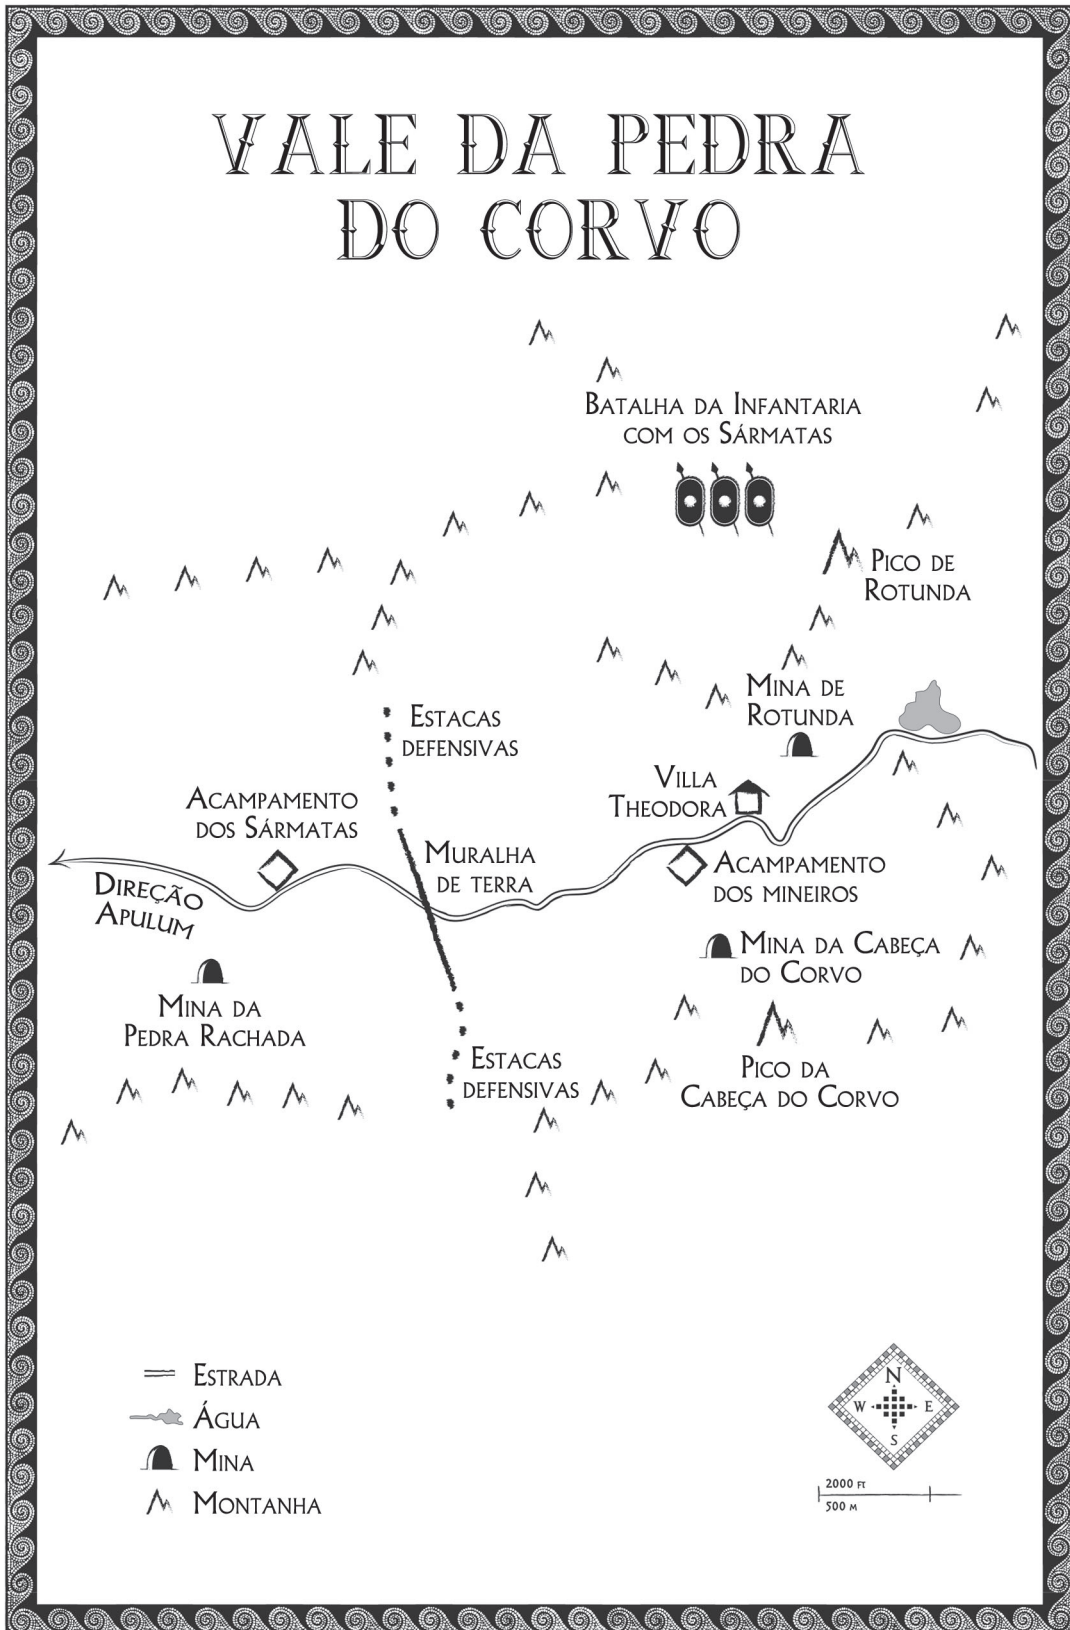 VALE DA PEDRA
DO CORVO
BATALHA DA INFANTARIA
COM OS SÁRMATAS
PICO DE
ROTUNDA
MINA DE
ROTUNDA
ESTACAS
DEFENSIVAS
VILLA
THEODORA
ACAMPAMENTO
DOS SÁRMATAS
MURALHA
DE TERRA
ACAMPAMENTO
DOS MINEIROS
DIREÇÃO
APULUM
MINA DA CABEÇA
DO CORVO
MINA DA
PEDRA RACHADA
ESTACAS
DEFENSIVAS
PICO DA
CABEÇA DO CORVO
ESTRADA
ÁGUA
MINA
MONTANHA
N
W E
S
2000 FT
500 M